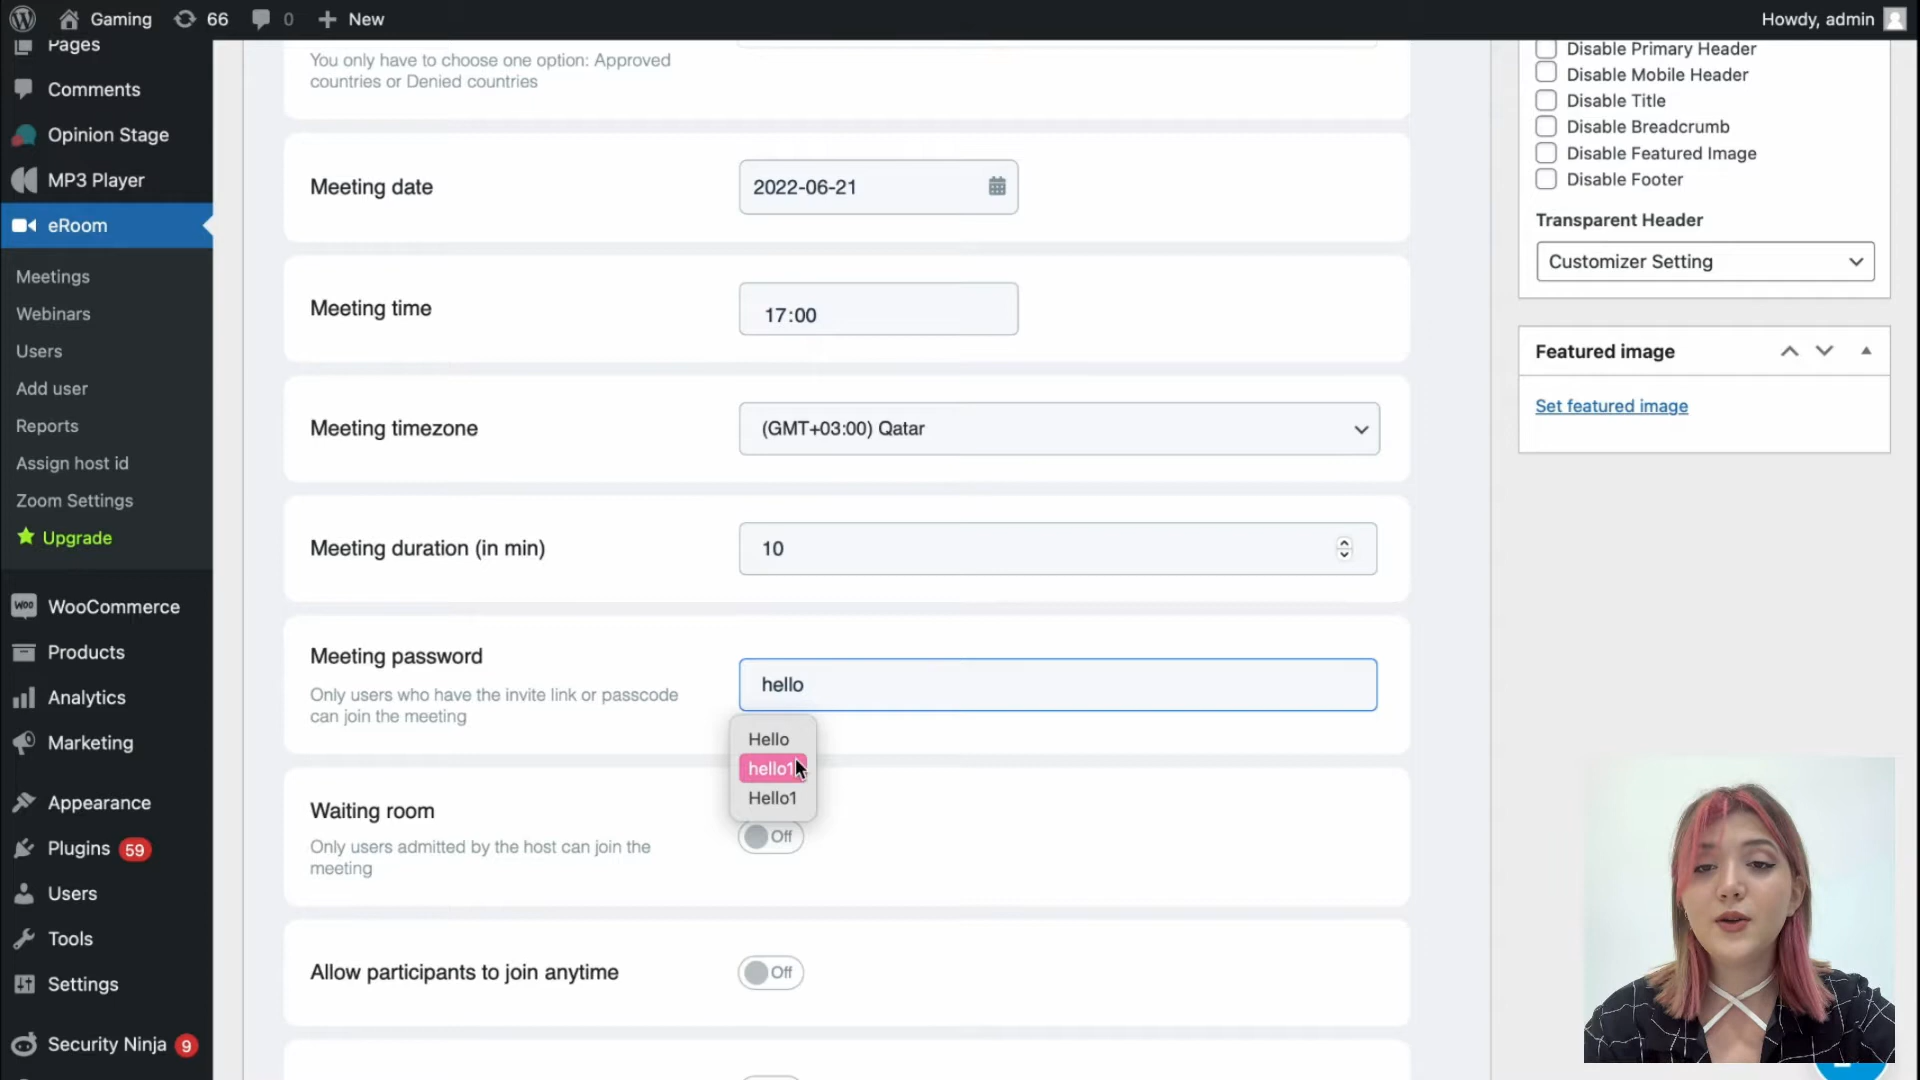 Gaming
66
0
New
Howdy, admin
Pages
Comments
Opinion Stage
MP3 Player
eRoom
Meetings
Webinars
Users
Add user
Reports
Assign host id
Zoom Settings
Upgrade
WooCommerce
Products
Analytics
Marketing
Appearance
Plugins 59
Users
Tools
Settings
Security Ninja 9
You only have to choose one option: Approved
countries or Denied countries
Meeting date
2022-06-21
Meeting time
17:00
Meeting timezone
(GMT+03:00) Qatar
Meeting duration (in min)
10
Meeting password
Only users who have the invite link or passcode
can join the meeting
hello
Hello
hello1
Hello1
Waiting room
Only users admitted by the host can join the
meeting
Off
Allow participants to join anytime
Off
Disable Primary Header
Disable Mobile Header
Disable Title
Disable Breadcrumb
Disable Featured Image
Disable Footer
Transparent Header
Customizer Setting
Featured image
Set featured image